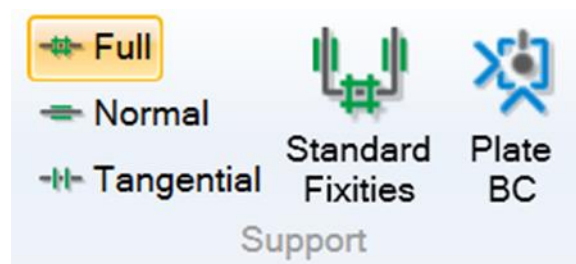 Full
Normal
Tangential
Standard
Fixities
Plate
BC
Support